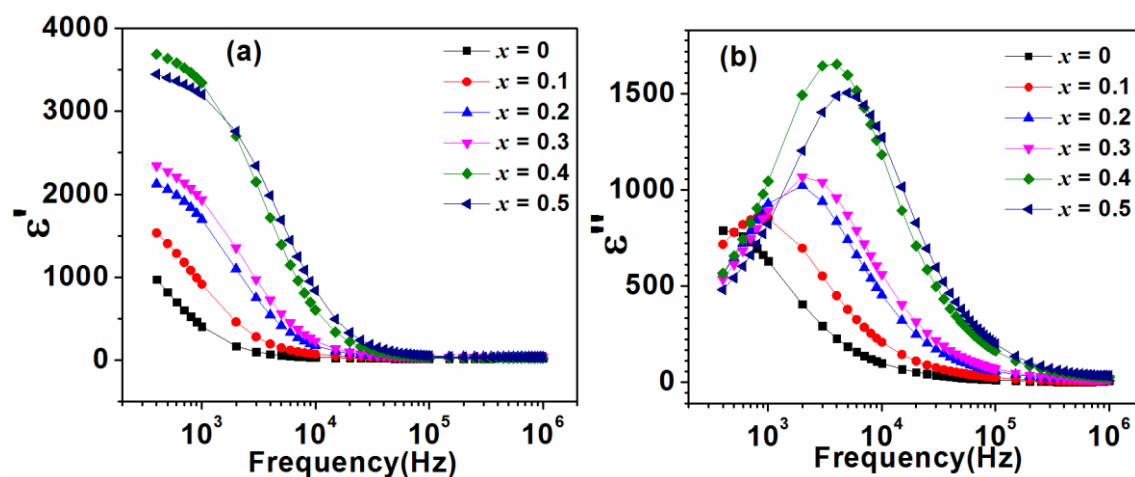 (a)
4000
3000
2000
1000
0
ε'
x = 0
x = 0.1
x = 0.2
x = 0.3
x = 0.4
x = 0.5
10³ 10⁴ 10⁵ 10⁶
Frequency(Hz)
(b)
1500
1000
500
0
ε''
x = 0
x = 0.1
x = 0.2
x = 0.3
x = 0.4
x = 0.5
10³ 10⁴ 10⁵ 10⁶
Frequency(Hz)